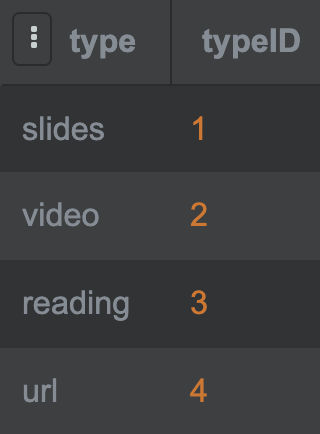 type typeID
slides 1
video 2
reading 3
url 4